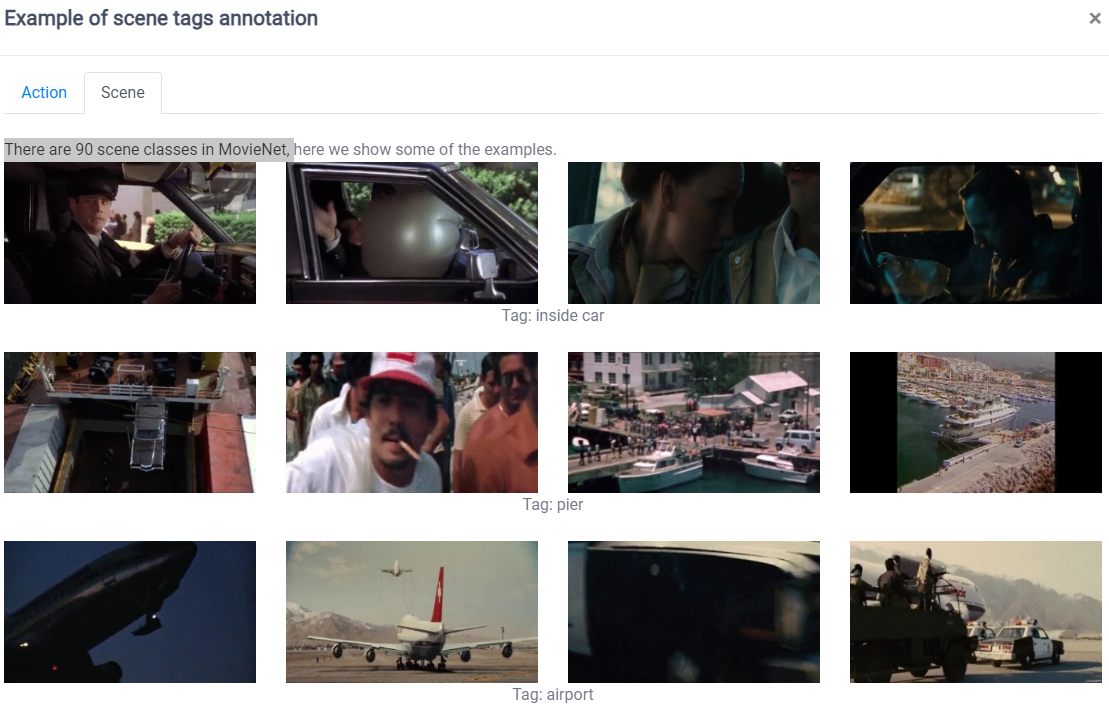 Example of scene tags annotation
×
Action
Scene
There are 90 scene classes in MovieNet, here we show some of the examples.
Tag: inside car
Tag: pier
Tag: airport